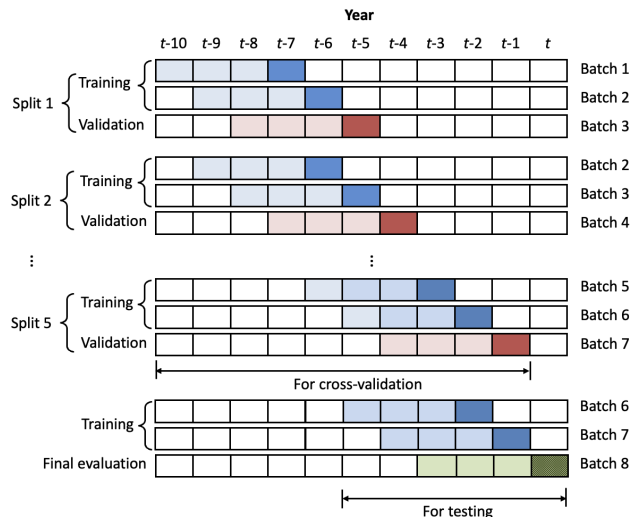 Year
t-10 t-9 t-8 t-7 t-6 t-5 t-4 t-3 t-2 t-1 t
Split 1
Training
Batch 1
Batch 2
Validation
Batch 3
Split 2
Training
Batch 2
Batch 3
Validation
Batch 4
⋮ ⋮
Split 5
Training
Batch 5
Batch 6
Validation
Batch 7
For cross-validation
Training
Batch 6
Batch 7
Final evaluation
Batch 8
For testing